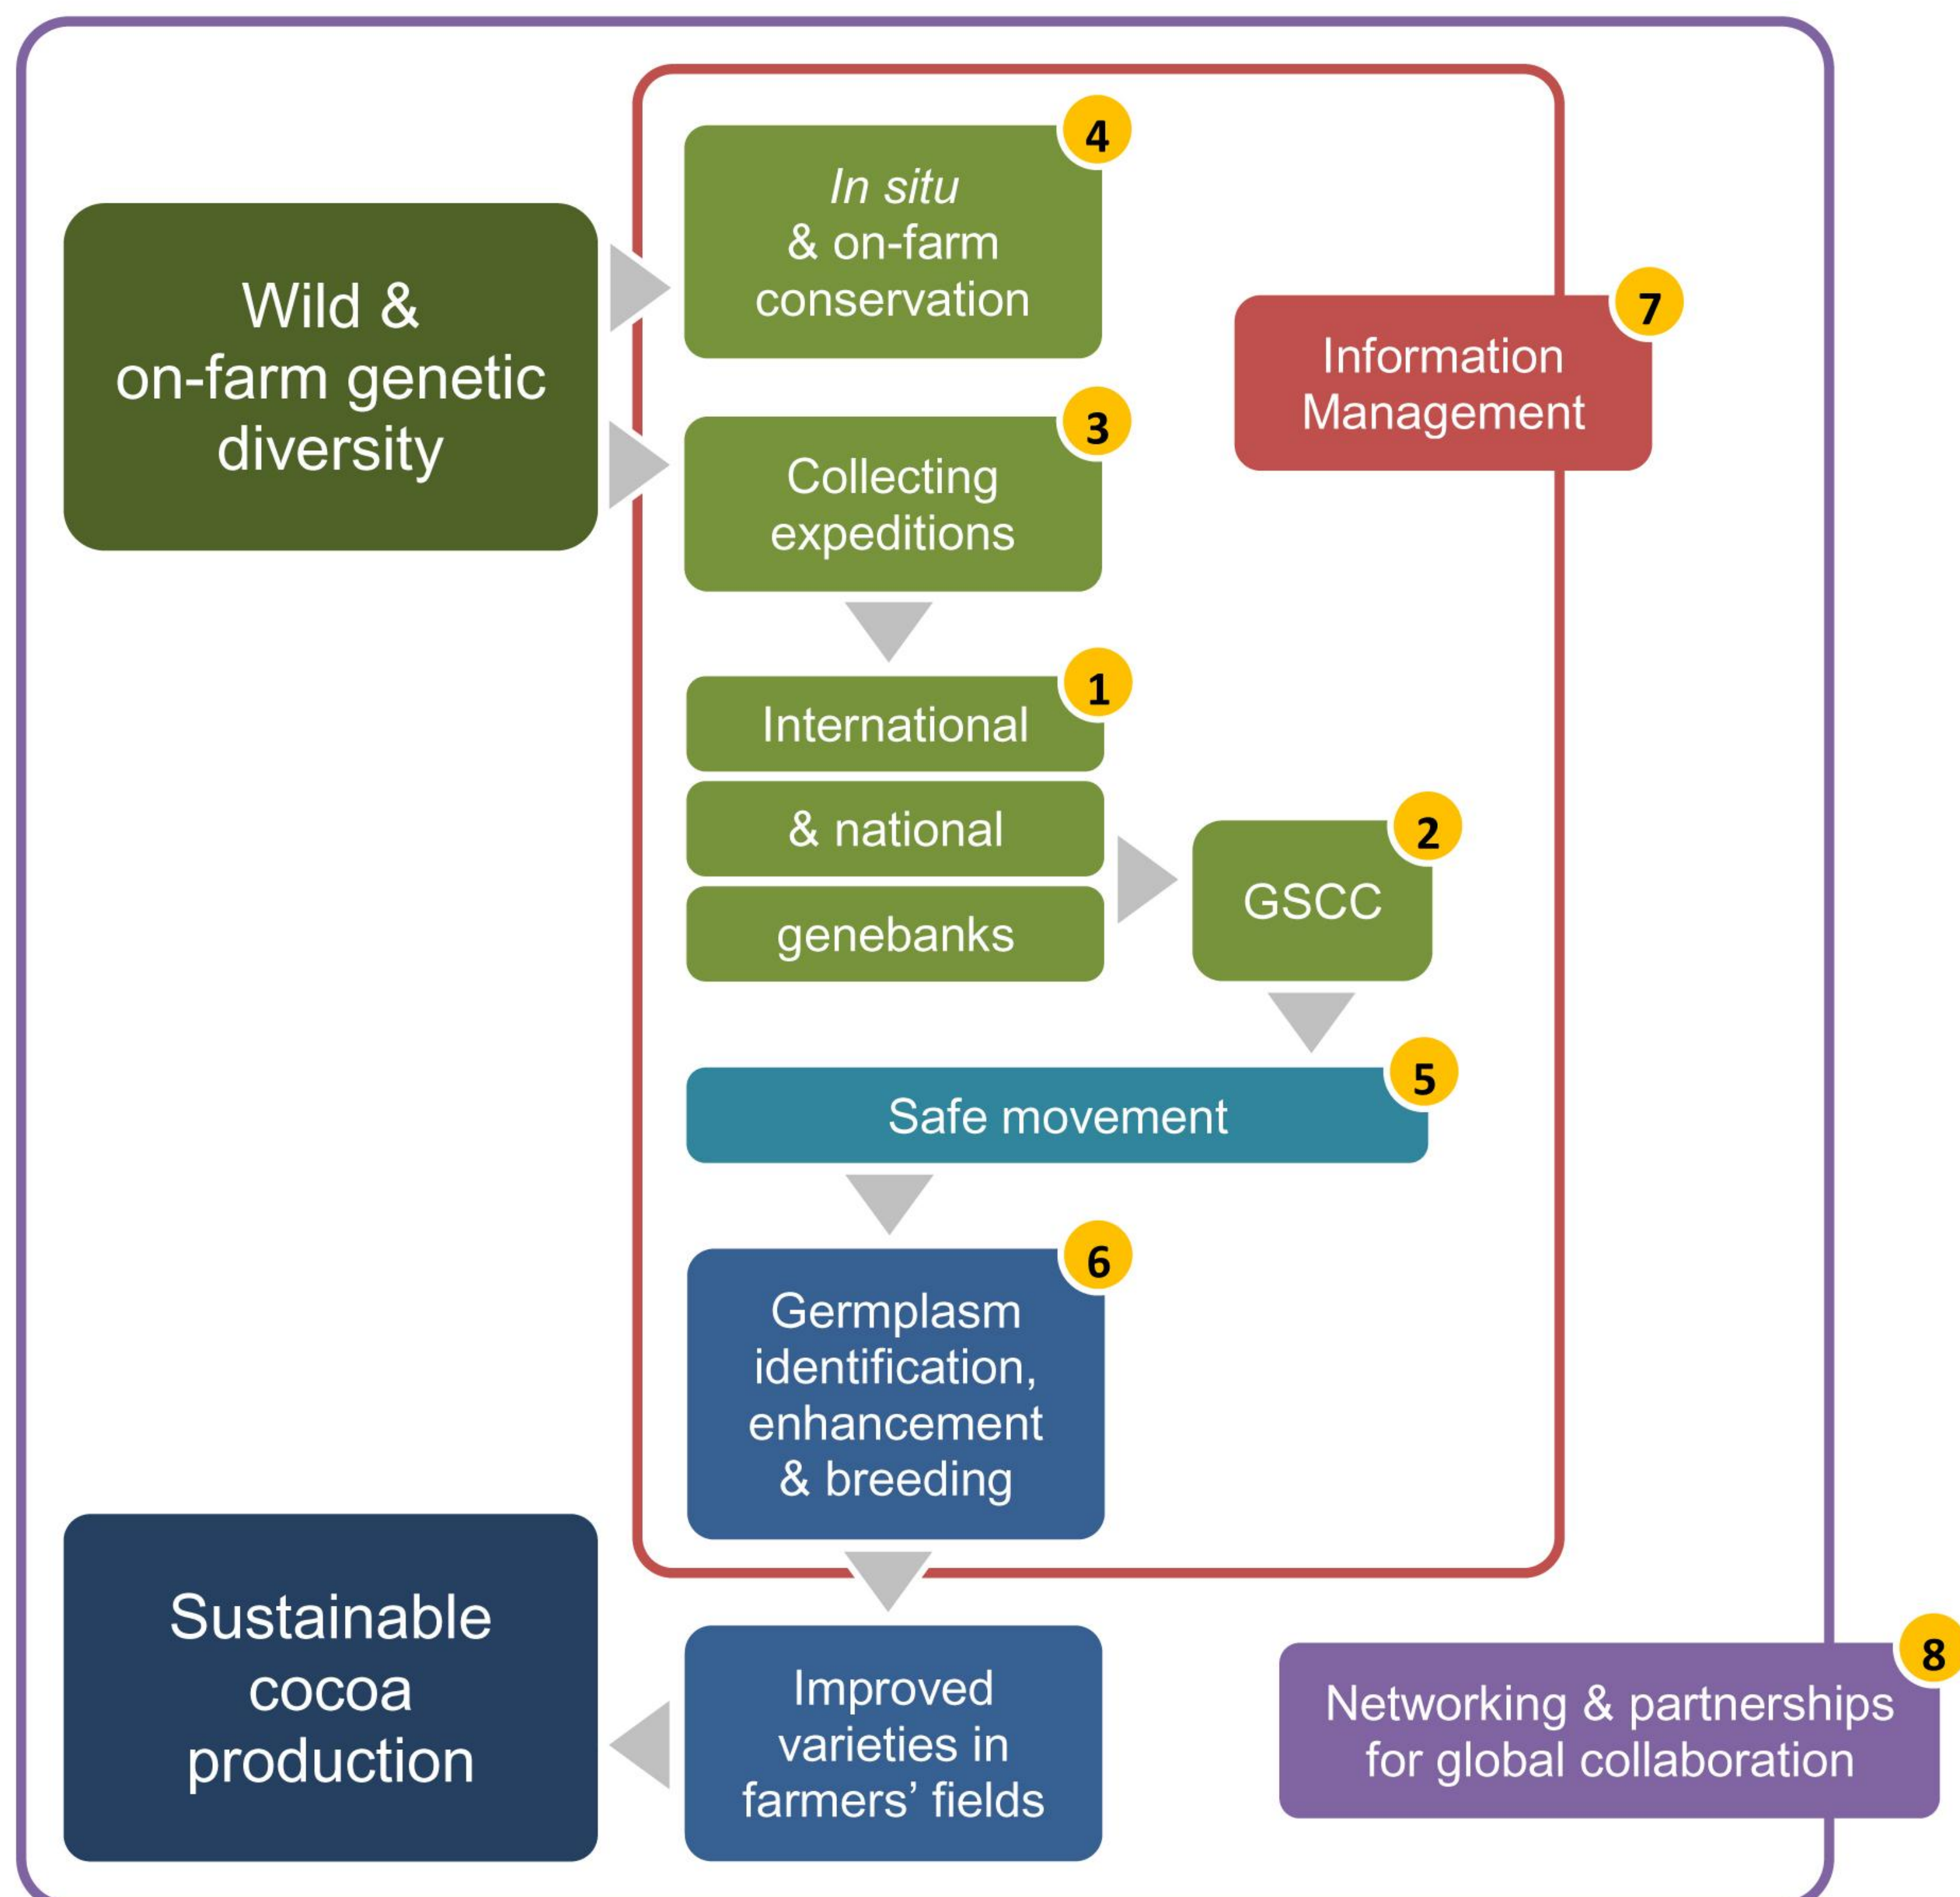 Wild &
on-farm genetic
diversity
4
In situ
& on-farm
conservation
3
Collecting
expeditions
7
Information
Management
1
International
& national
genebanks
2
GSCC
5
Safe movement
6
Germplasm
identification,
enhancement
& breeding
Improved
varieties in
farmers’ fields
Sustainable
cocoa
production
8
Networking & partnerships
for global collaboration